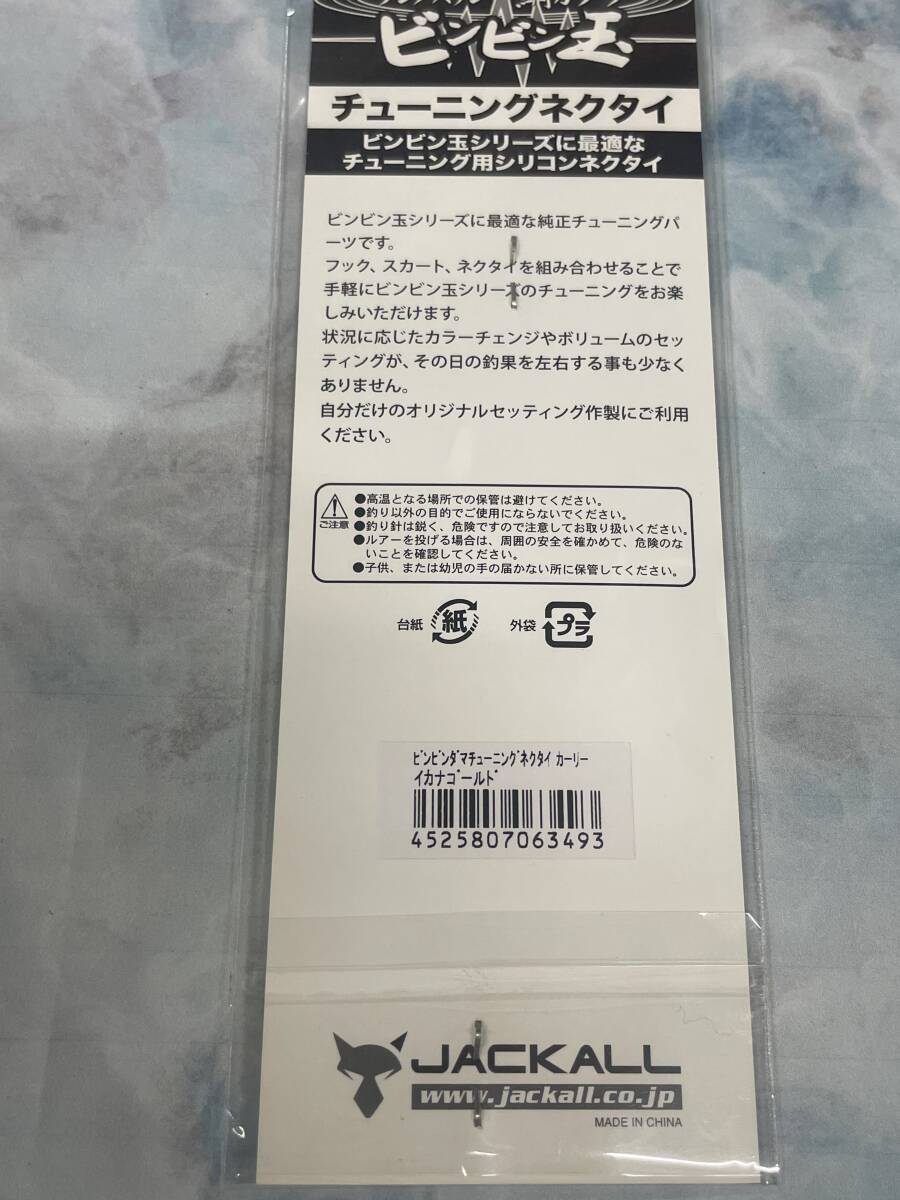 ビンビン玉
チューニングネクタイ
ビンビン玉シリーズに最適な
チューニング用シリコンネクタイ
ビンビン玉シリーズに最適な純正チューニングパ
ーツです。
フック、スカート、ネクタイを組み合わせることで
手軽にビンビン玉シリーズのチューニングをお楽
しみいただけます。
状況に応じたカラーチェンジやボリュームのセッ
ティングが、その日の釣果を左右する事も少なく
ありません。
自分だけのオリジナルセッティング作製にご利用
ください。
ご注意
●高温となる場所での保管は避けてください。
●釣り以外の目的でご使用にならないでください。
●釣り針は鋭く、危険ですので注意してお取り扱いください。
●ルアーを投げる場合は、周囲の安全を確かめて、危険のな
いことを確認してください。
●子供、または幼児の手の届かない所に保管してください。
台紙 紙 外袋 プラ
ビンビンダマチューニングネクタイ カーリー
イカナゴールド
4525807063493
JACKALL
www.jackall.co.jp
MADE IN CHINA